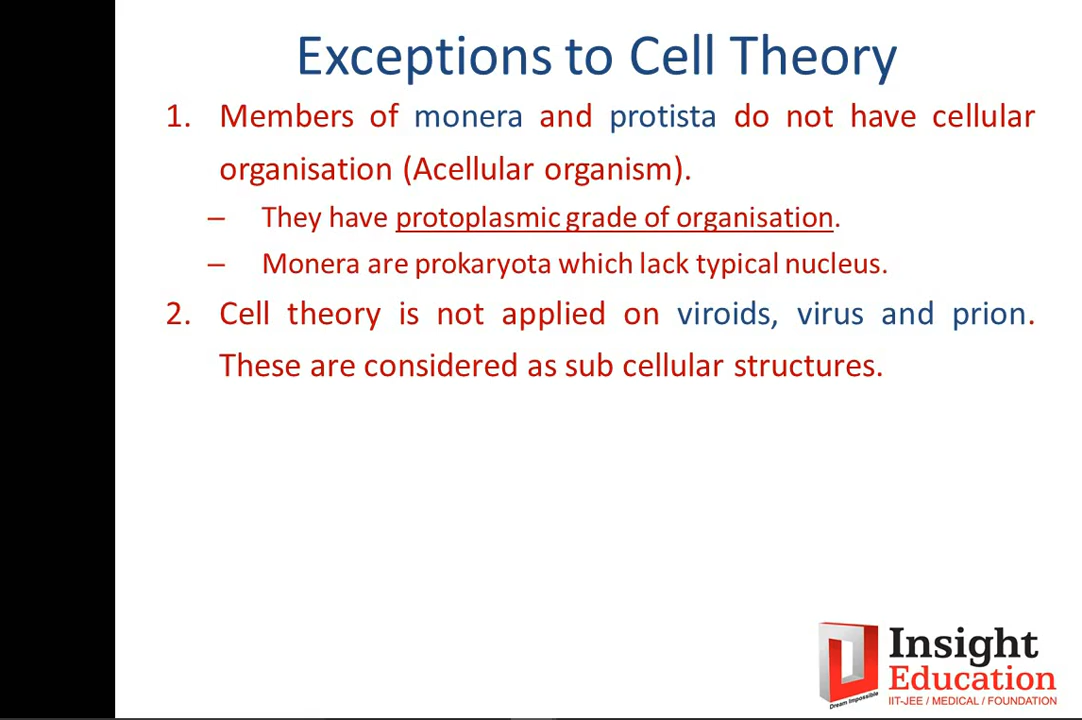 Exceptions to Cell Theory
1. Members of monera and protista do not have cellular
organisation (Acellular organism).
– They have protoplasmic grade of organisation.
– Monera are prokaryota which lack typical nucleus.
2. Cell theory is not applied on viroids, virus and prion.
These are considered as sub cellular structures.
Insight
Education
IIT-JEE / MEDICAL / FOUNDATION
Dream Impossible